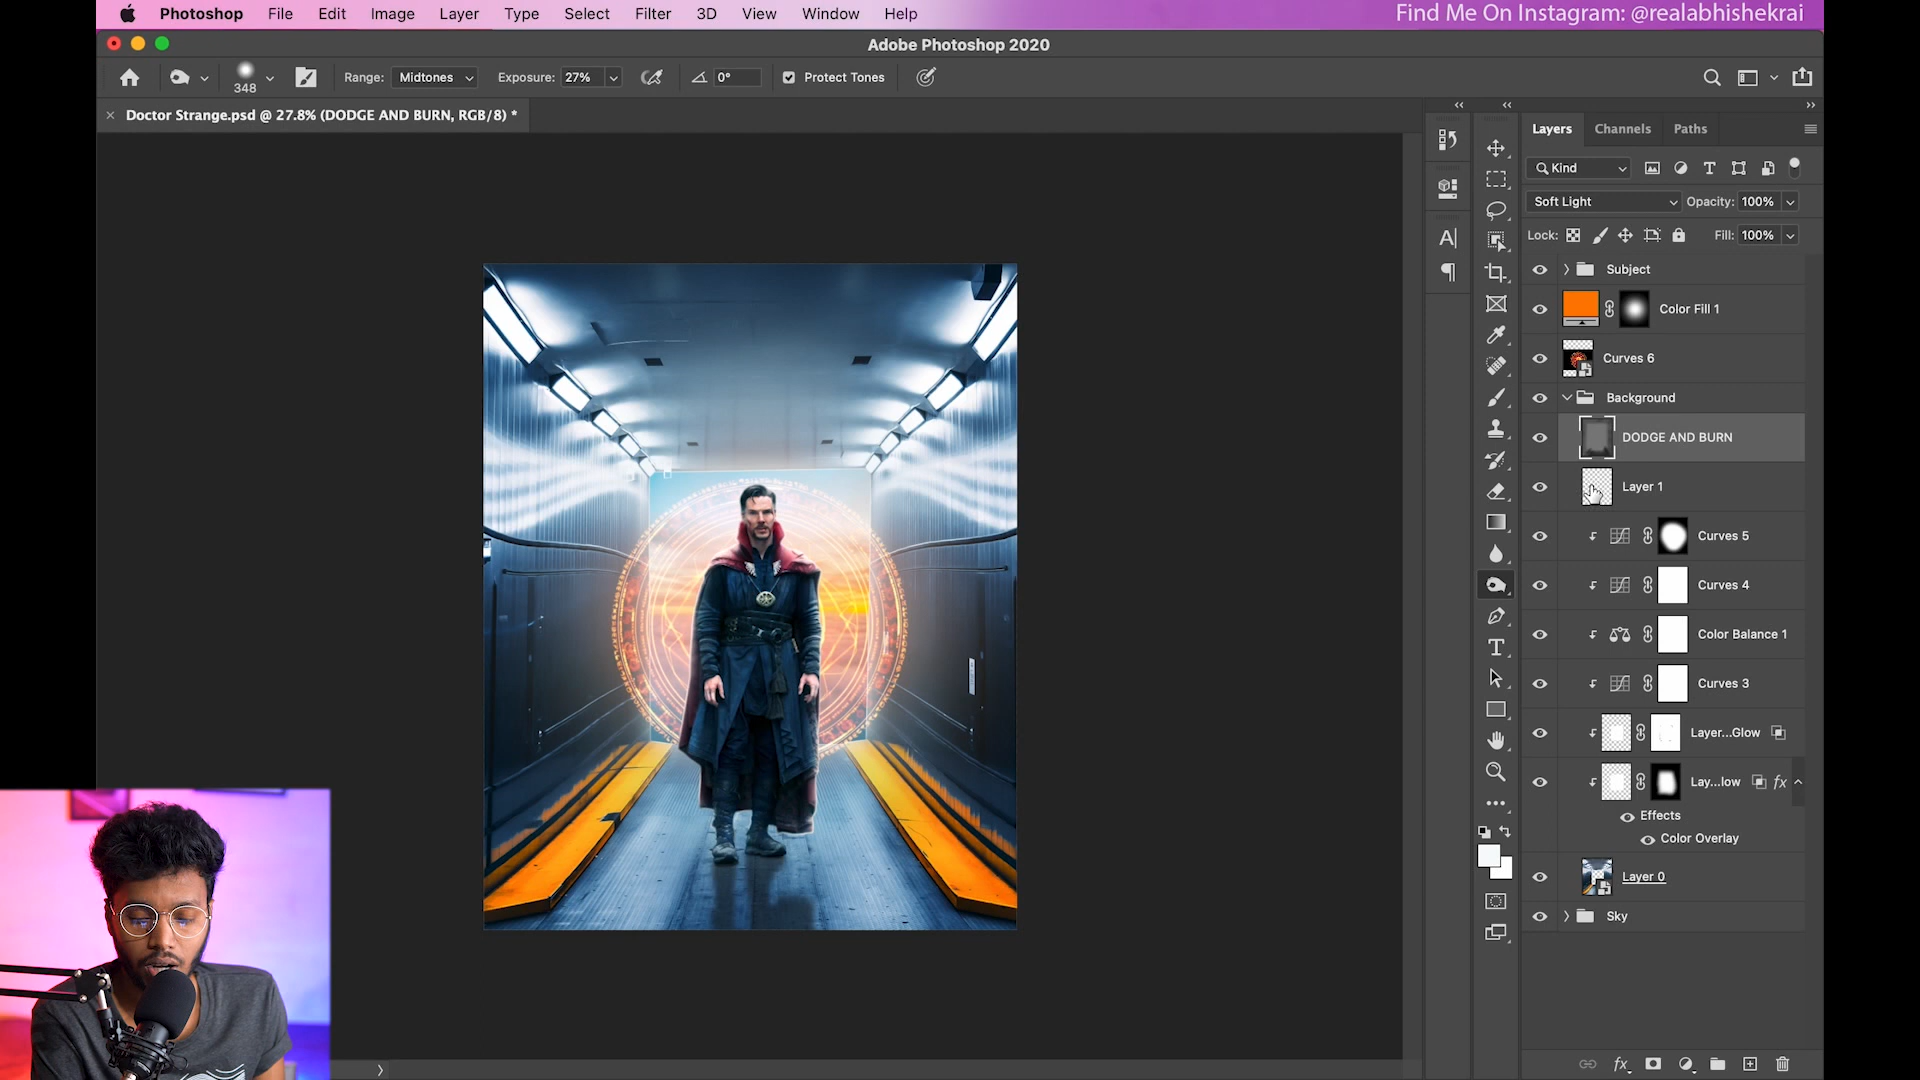 Photoshop File Edit Image Layer Type Select Filter 3D View Window Help
Find Me On Instagram: @realabhishekrai
Adobe Photoshop 2020
348 Range: Midtones Exposure: 27% 0° Protect Tones
Doctor Strange.psd @ 27.8% (DODGE AND BURN, RGB/8) *
Layers Channels Paths
Kind
Soft Light Opacity: 100%
Lock: Fill: 100%
Subject
Color Fill 1
Curves 6
Background
DODGE AND BURN
Layer 1
Curves 5
Curves 4
Color Balance 1
Curves 3
Layer...Glow
Lay...low fx
Effects
Color Overlay
Layer 0
Sky
fx